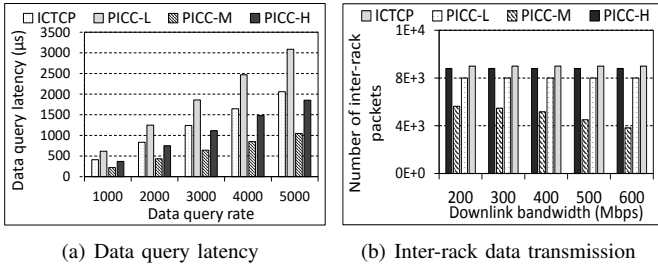 ICTCP PICC-L PICC-M PICC-H
Data query latency (μs)
3500
3000
2500
2000
1500
1000
500
0
1000 2000 3000 4000 5000
Data query rate
(a) Data query latency
ICTCP PICC-L PICC-M PICC-H
Number of inter-rack
packets
1E+4
8E+3
4E+3
0E+0
200 300 400 500 600
Downlink bandwidth (Mbps)
(b) Inter-rack data transmission